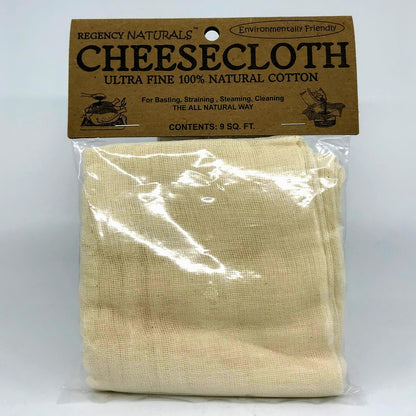 REGENCY NATURALS™
Environmentally Friendly
CHEESECLOTH
ULTRA FINE 100% NATURAL COTTON
For Basting, Straining , Steaming, Cleaning
THE ALL NATURAL WAY
CONTENTS: 9 SQ. FT.